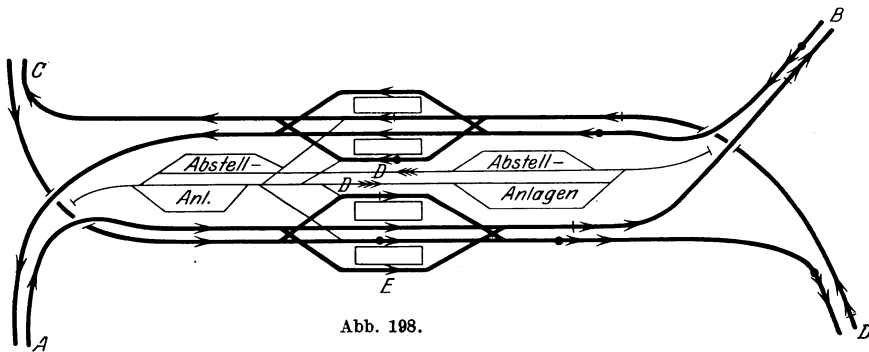 B
C
Abstell-
D
Abstell-
Anl.
D
Anlagen
E
A
D
Abb. 198.